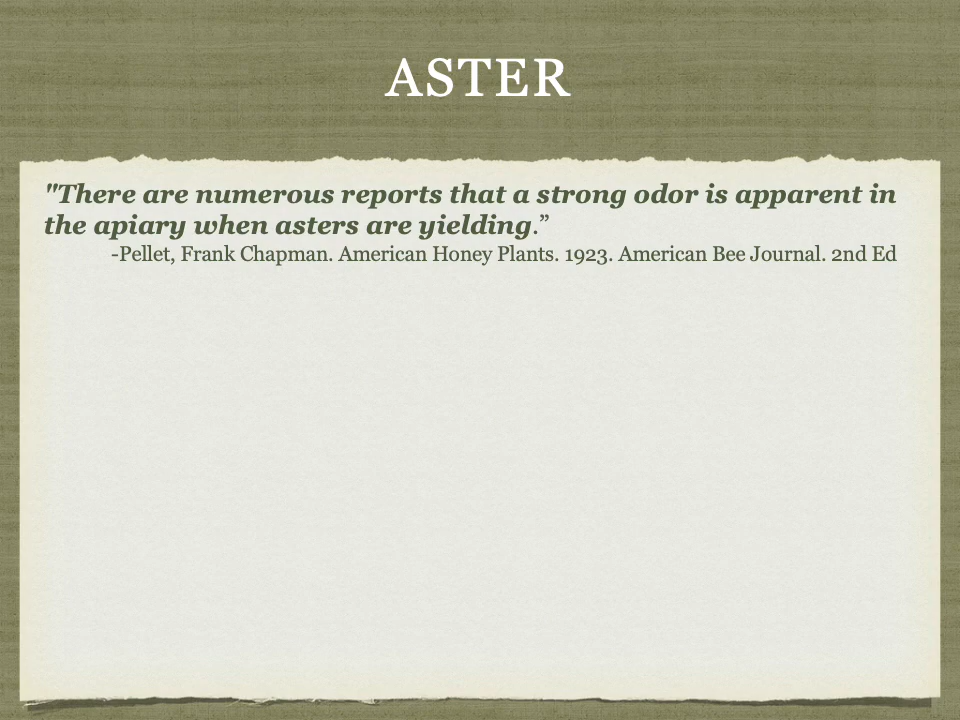 ASTER
"There are numerous reports that a strong odor is apparent in
the apiary when asters are yielding.”
-Pellet, Frank Chapman. American Honey Plants. 1923. American Bee Journal. 2nd Ed